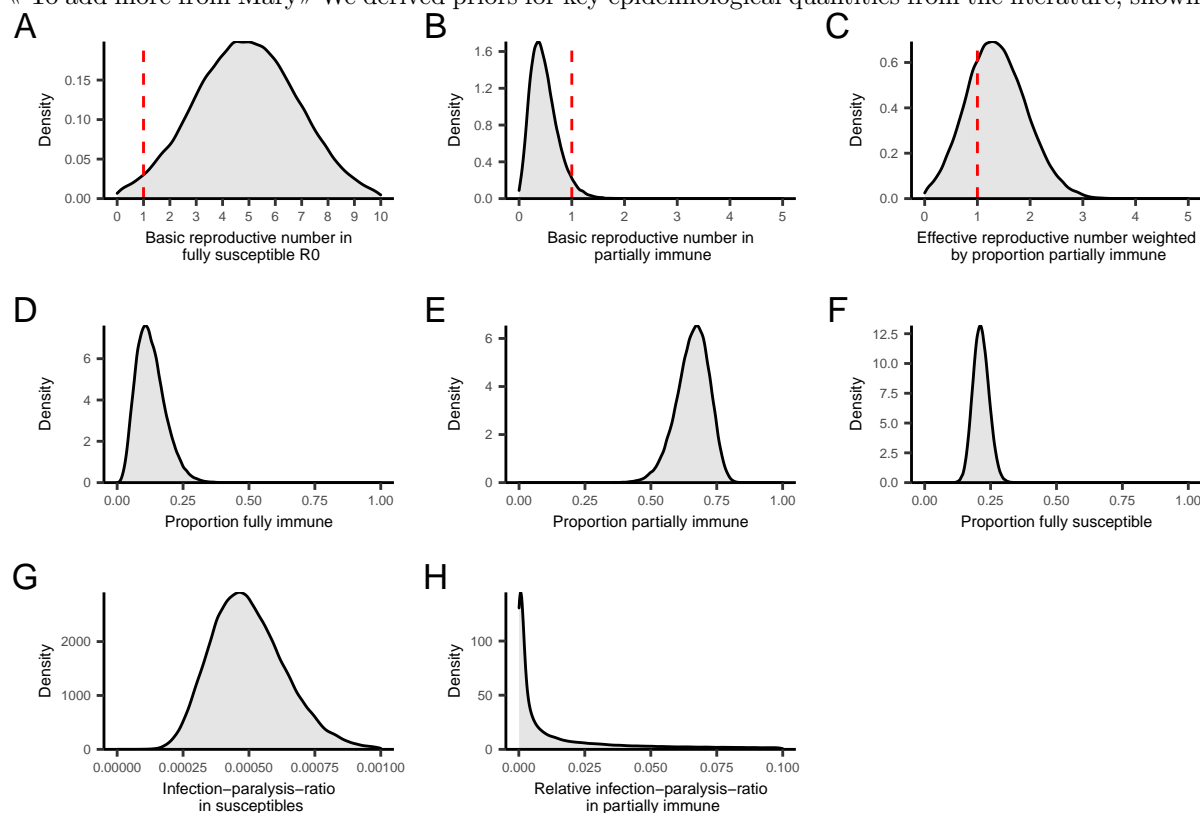 « To add more from Mary» We derived priors for key epidemiological quantities from the literature, shown
A
B
C
Density
0.15
0.10
0.05
0.00
0 1 2 3 4 5 6 7 8 9 10
Basic reproductive number in
fully susceptible R0
Density
1.6
1.2
0.8
0.4
0.0
0 1 2 3 4 5
Basic reproductive number in
partially immune
Density
0.6
0.4
0.2
0.0
0 1 2 3 4 5
Effective reproductive number weighted
by proportion partially immune
D
E
F
Density
6
4
2
0
0.00 0.25 0.50 0.75 1.00
Proportion fully immune
Density
6
4
2
0
0.00 0.25 0.50 0.75 1.00
Proportion partially immune
Density
12.5
10.0
7.5
5.0
2.5
0.0
0.00 0.25 0.50 0.75 1.00
Proportion fully susceptible
G
H
Density
2000
1000
0
0.00000 0.00025 0.00050 0.00075 0.00100
Infection−paralysis−ratio
in susceptibles
Density
100
50
0
0.000 0.025 0.050 0.075 0.100
Relative infection−paralysis−ratio
in partially immune